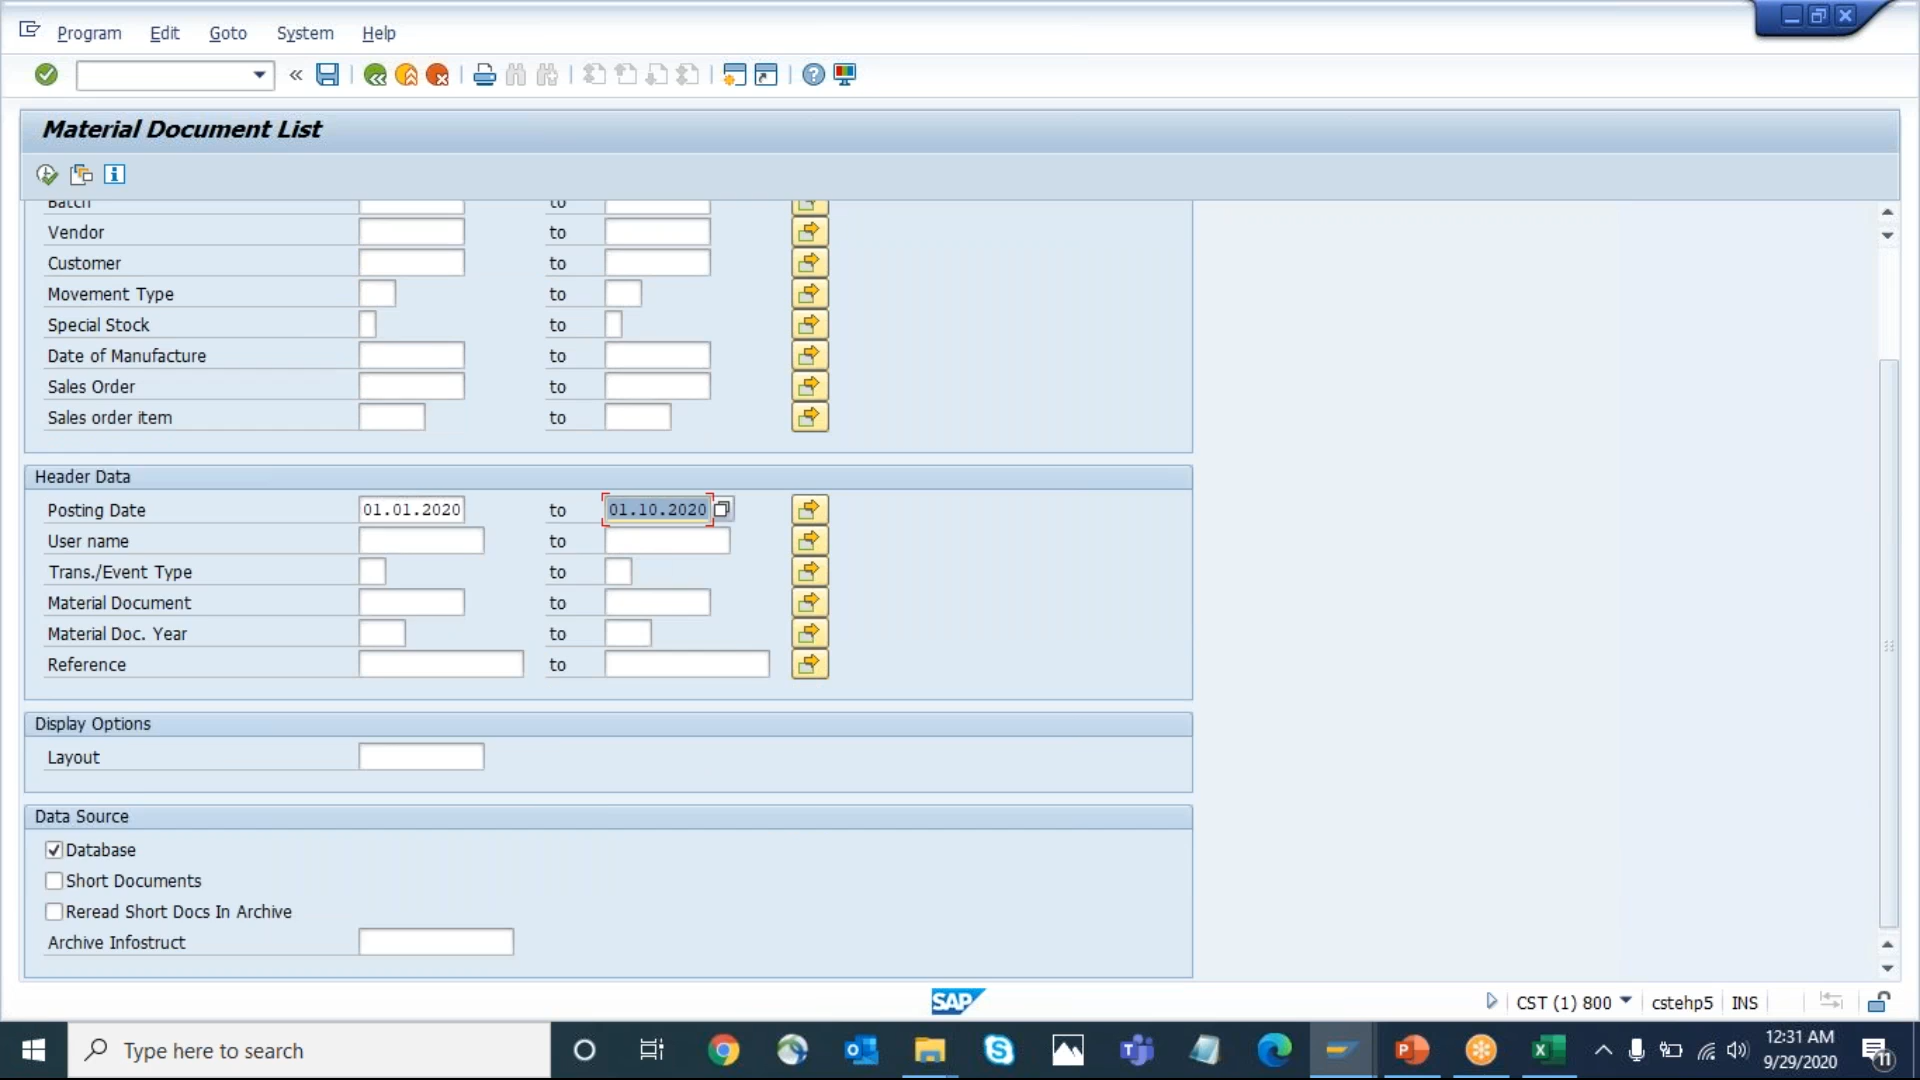 Program Edit Goto System Help
Material Document List
Batch to
Vendor to
Customer to
Movement Type to
Special Stock to
Date of Manufacture to
Sales Order to
Sales order item to
Header Data
Posting Date 01.01.2020 to 01.10.2020
User name to
Trans./Event Type to
Material Document to
Material Doc. Year to
Reference to
Display Options
Layout
Data Source
Database
Short Documents
Reread Short Docs In Archive
Archive Infostruct
SAP CST (1) 800 cstehp5 INS
Type here to search
12:31 AM
9/29/2020
11